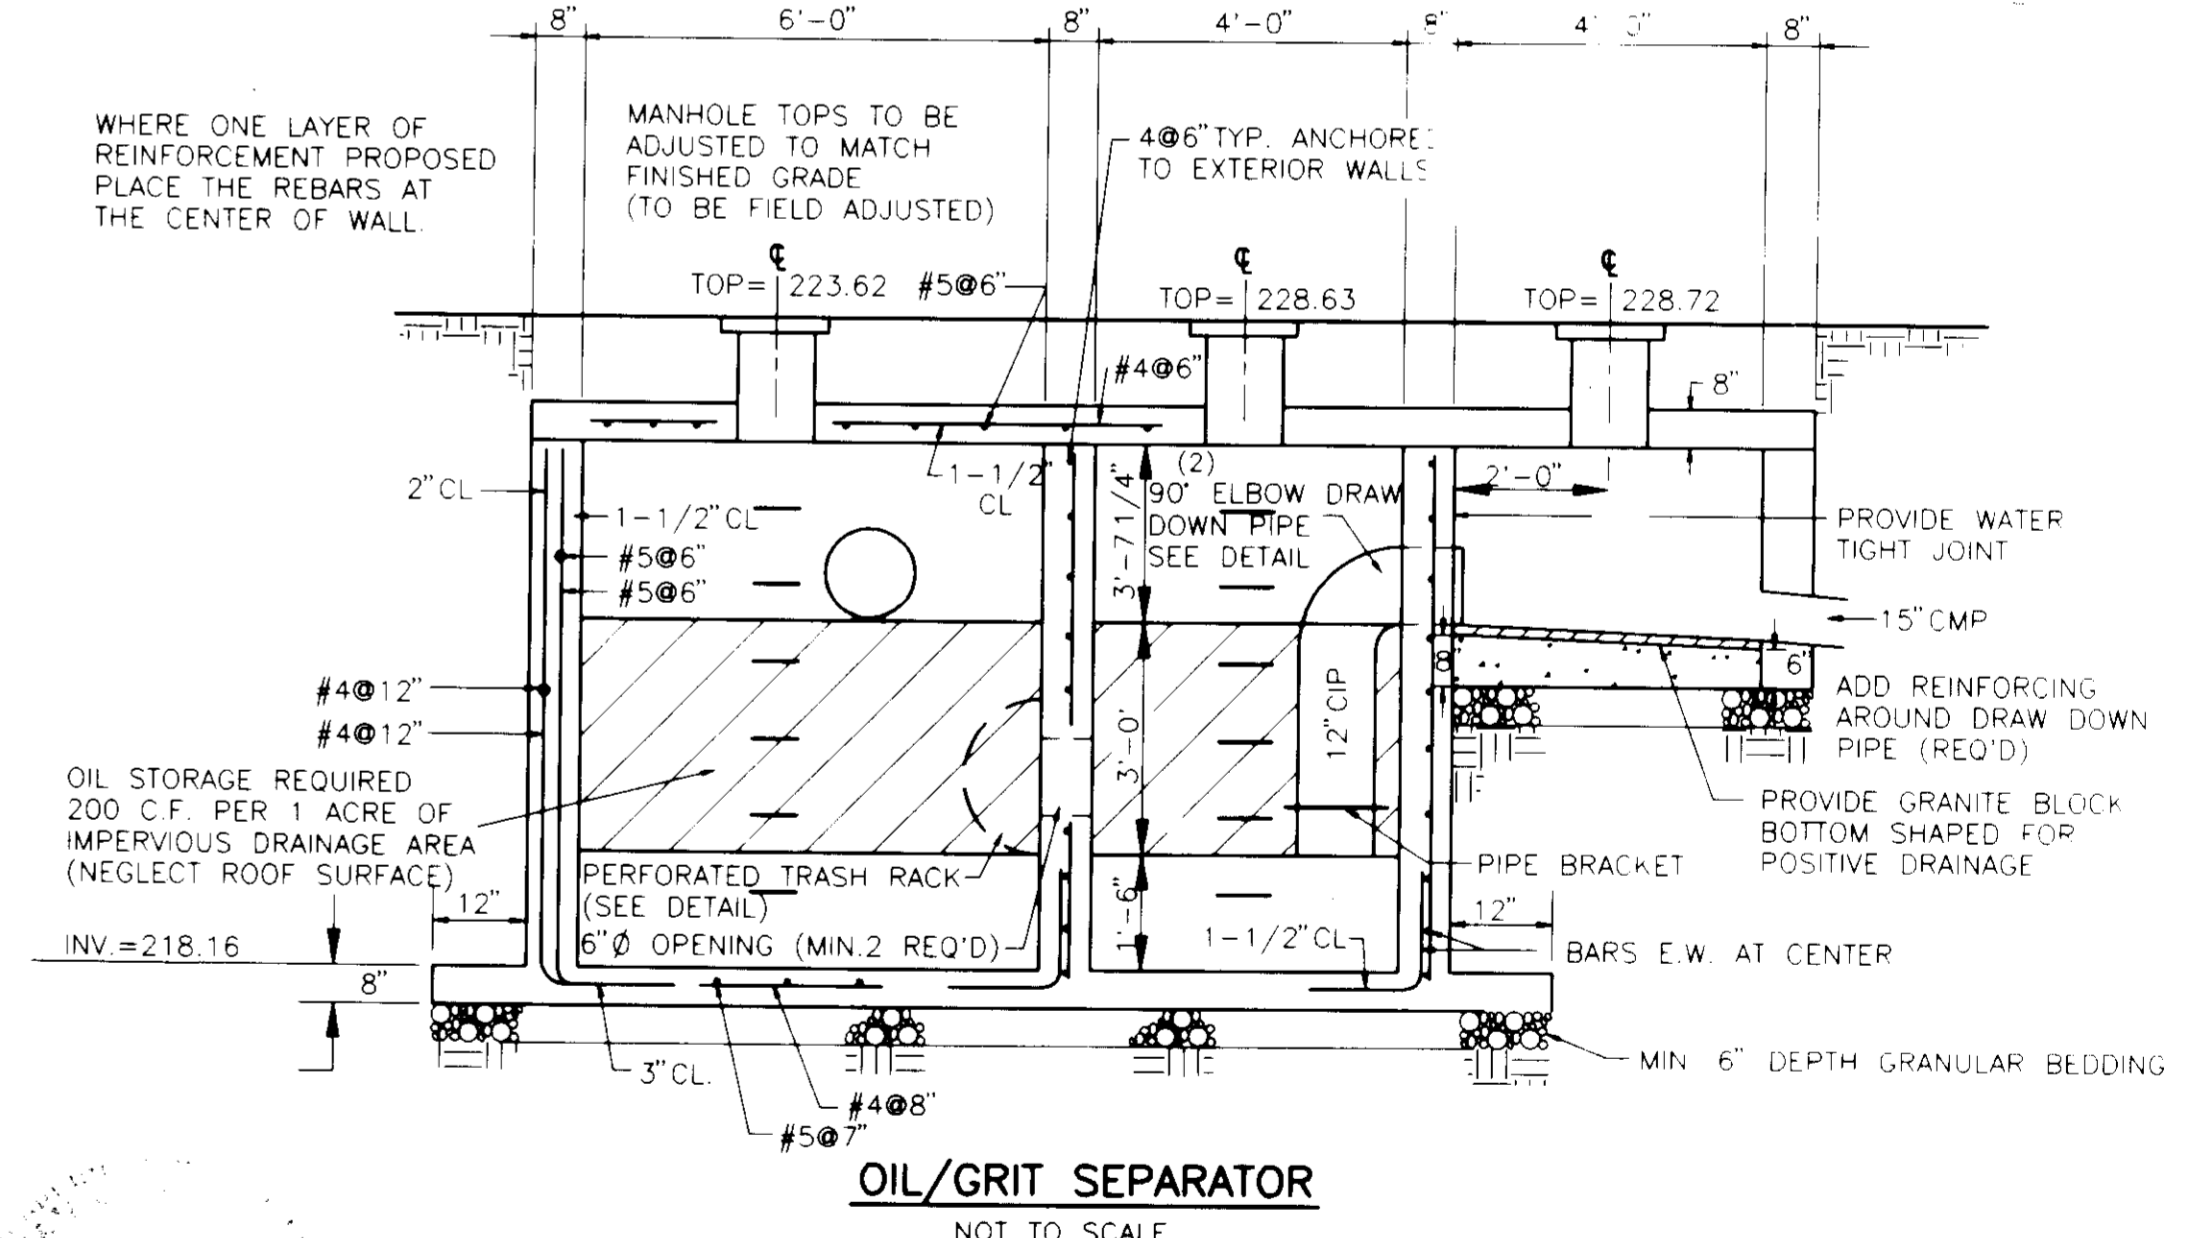 8" 6'-0" 8" 4'-0" 8" 4' 0" 8"
WHERE ONE LAYER OF
REINFORCEMENT PROPOSED
PLACE THE REBARS AT
THE CENTER OF WALL.
MANHOLE TOPS TO BE
ADJUSTED TO MATCH
FINISHED GRADE
(TO BE FIELD ADJUSTED)
4@6" TYP. ANCHORE
TO EXTERIOR WALLS
℄
TOP= 223.62
#5@6"
℄
TOP= 228.63
℄
TOP= 228.72
#4@6"
8"
2" CL
1-1/2" CL
#5@6"
#5@6"
1-1/2"
CL
3'-7 1/4"
(2)
90° ELBOW DRAW
DOWN PIPE
SEE DETAIL
2'-0"
PROVIDE WATER
TIGHT JOINT
15" CMP
8"
6"
#4@12"
#4@12"
3'-0'
12" CIP
ADD REINFORCING
AROUND DRAW DOWN
PIPE (REQ'D)
OIL STORAGE REQUIRED
200 C.F. PER 1 ACRE OF
IMPERVIOUS DRAINAGE AREA
(NEGLECT ROOF SURFACE)
PROVIDE GRANITE BLOCK
BOTTOM SHAPED FOR
POSITIVE DRAINAGE
PIPE BRACKET
PERFORATED TRASH RACK
(SEE DETAIL)
6"Ø OPENING (MIN.2 REQ'D)
1'-6"
12"
12"
1-1/2" CL
BARS E.W. AT CENTER
INV.=218.16
8"
3" CL.
#4@8"
#5@7"
MIN 6" DEPTH GRANULAR BEDDING
OIL/GRIT SEPARATOR
NOT TO SCALE